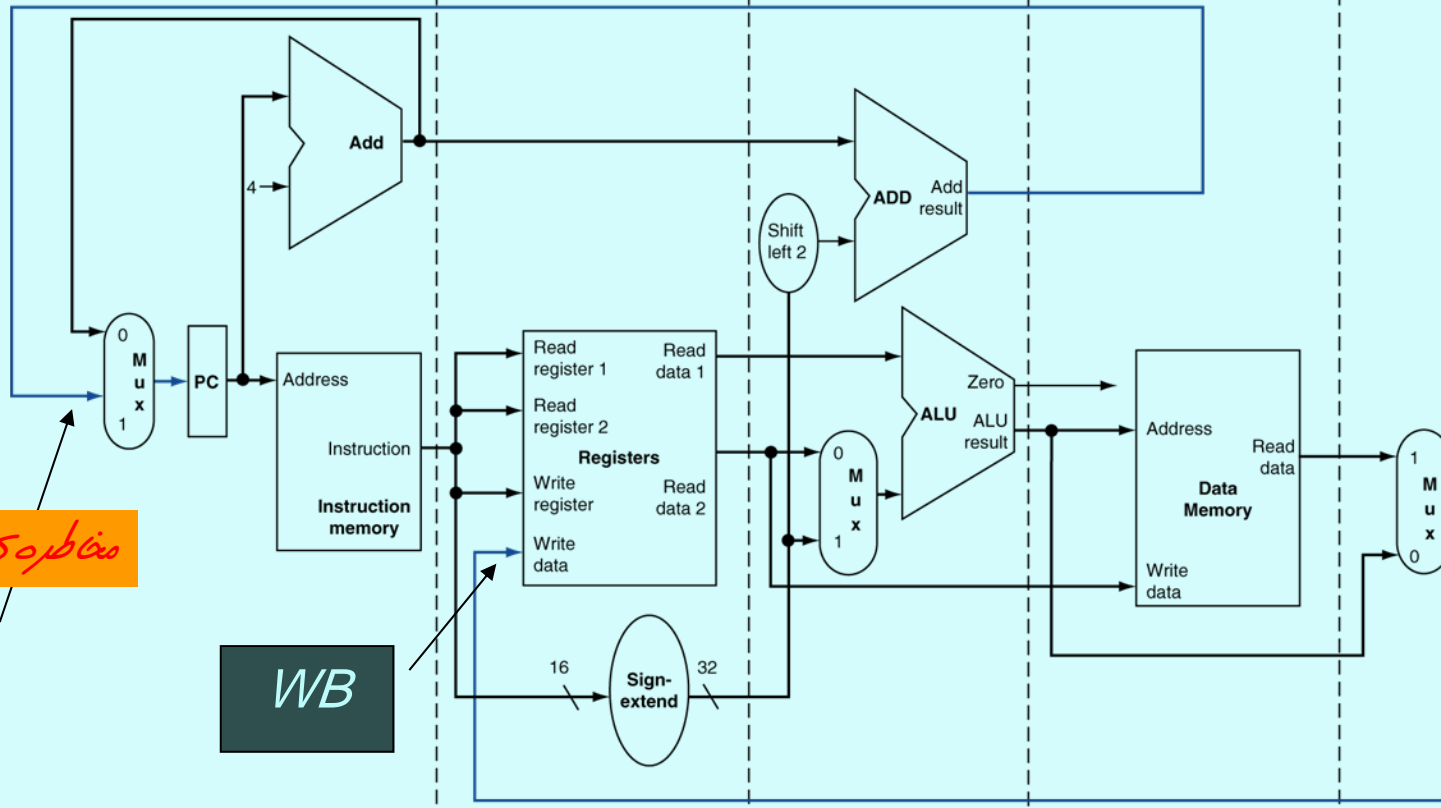 Add
4
ADD
Add
result
Shift
left 2
0
M
u
x
1
PC
Address
Instruction
Instruction
memory
Read
register 1
Read
register 2
Write
register
Write
data
Registers
Read
data 1
Read
data 2
0
M
u
x
1
Zero
ALU
ALU
result
Address
Read
data
Data
Memory
Write
data
1
M
u
x
0
WB
16
Sign-
extend
32